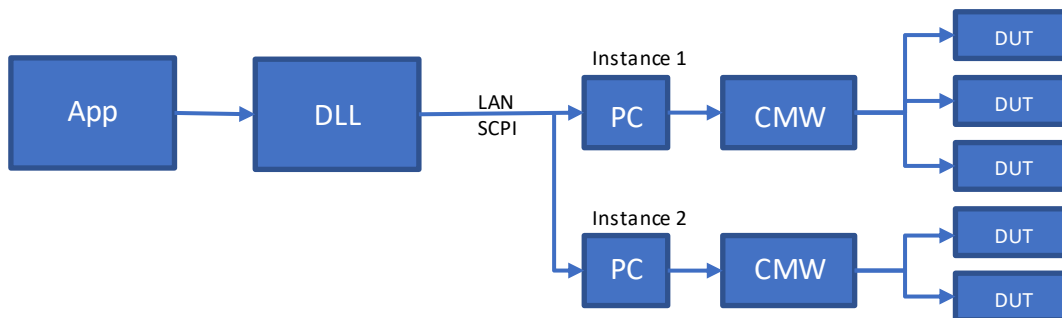 App
DLL
LAN
SCPI
Instance 1
PC
CMW
DUT
DUT
DUT
Instance 2
PC
CMW
DUT
DUT